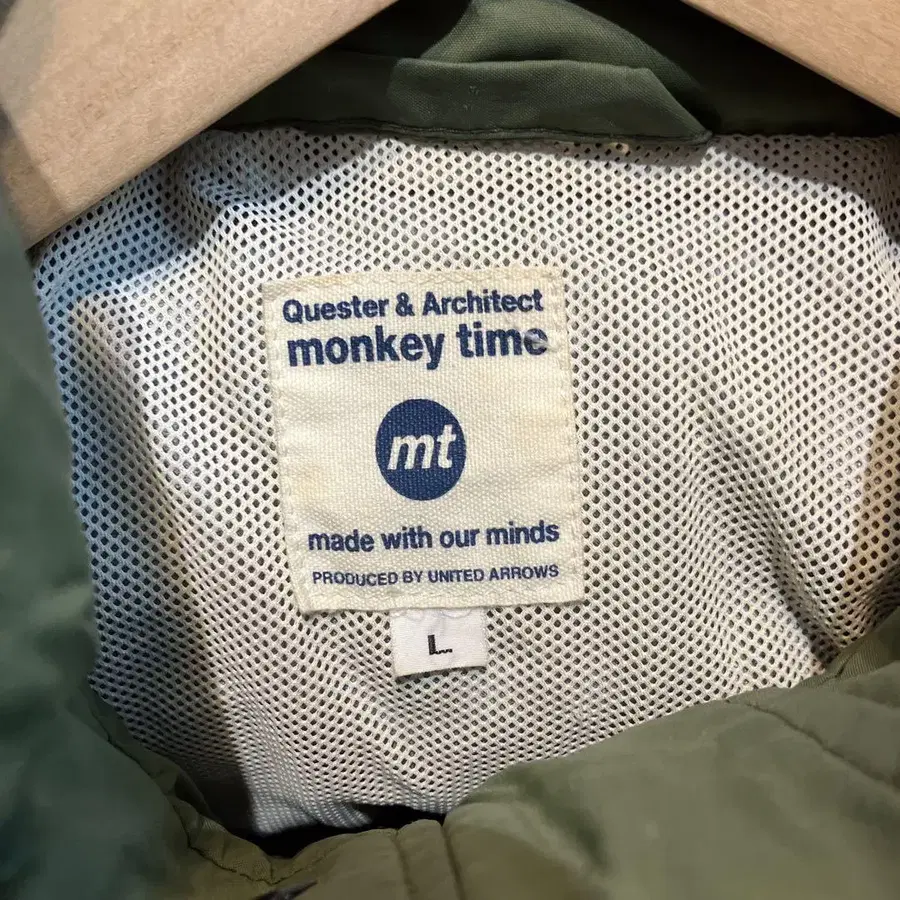 Quester & Architect
monkey time
mt
made with our minds
PRODUCED BY UNITED ARROWS
L